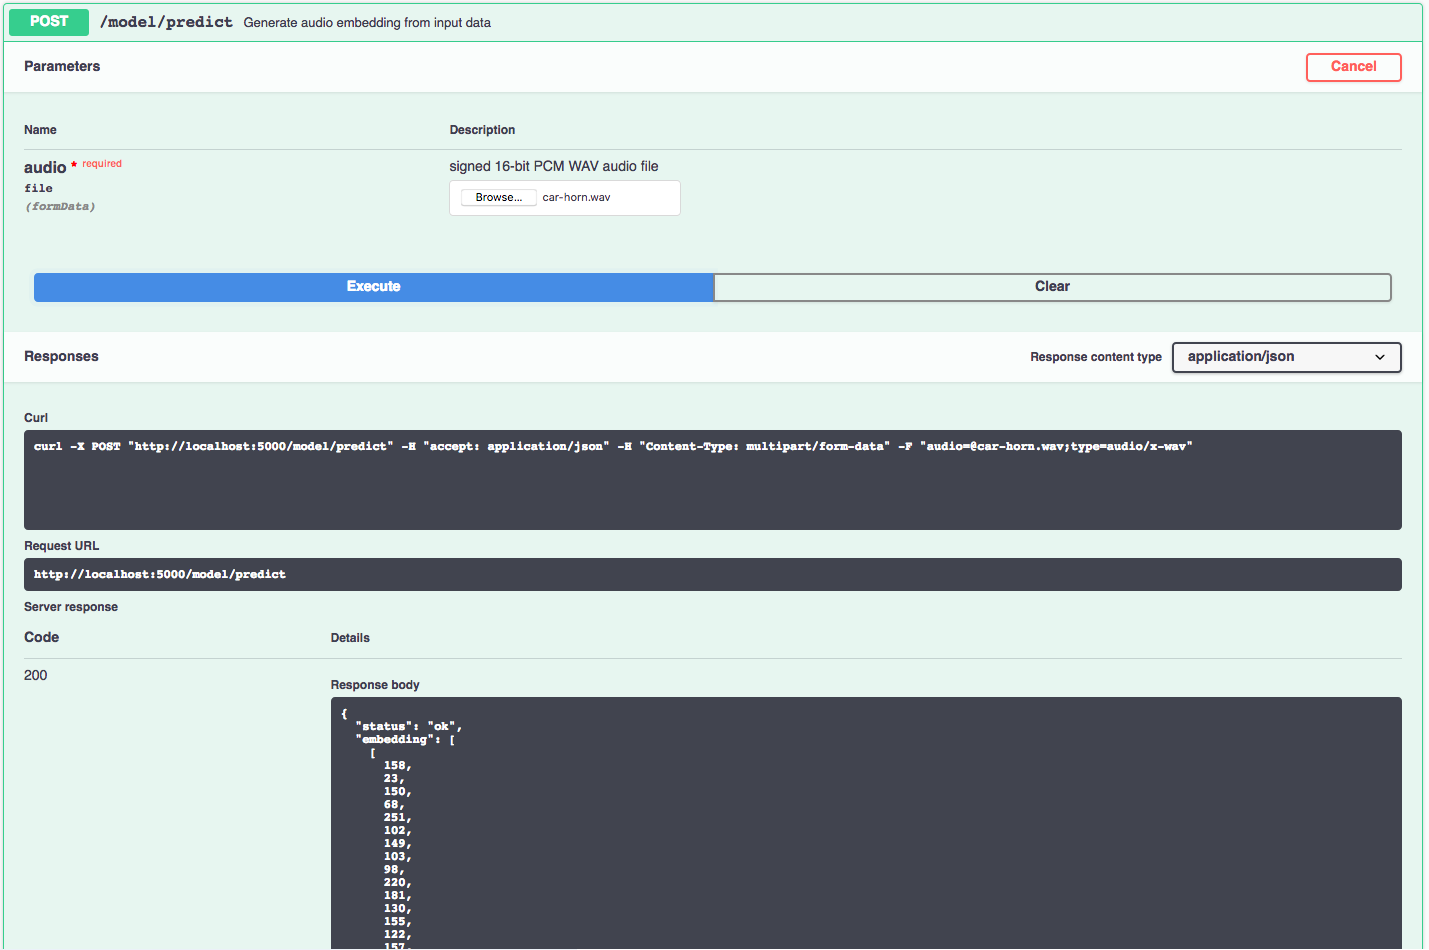 POST /model/predict Generate audio embedding from input data
Parameters
Cancel
Name Description
audio * required
file
(formData)
signed 16-bit PCM WAV audio file
Browse... car-horn.wav
Execute Clear
Responses Response content type application/json
Curl
curl -X POST "http://localhost:5000/model/predict" -H "accept: application/json" -H "Content-Type: multipart/form-data" -F "audio=@car-horn.wav;type=audio/x-wav"
Request URL
http://localhost:5000/model/predict
Server response
Code Details
200
Response body
{
"status": "ok",
"embedding": [
[
158,
23,
150,
68,
251,
102,
149,
103,
98,
220,
181,
130,
155,
122,
157,